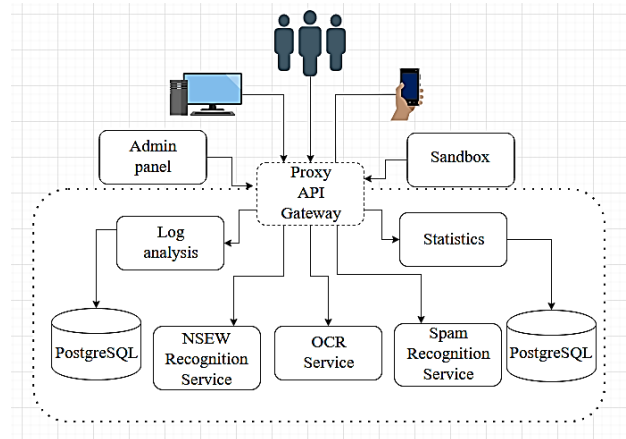 Admin
panel
Proxy
API
Gateway
Sandbox
Log
analysis
Statistics
PostgreSQL
NSEW
Recognition
Service
OCR
Service
Spam
Recognition
Service
PostgreSQL